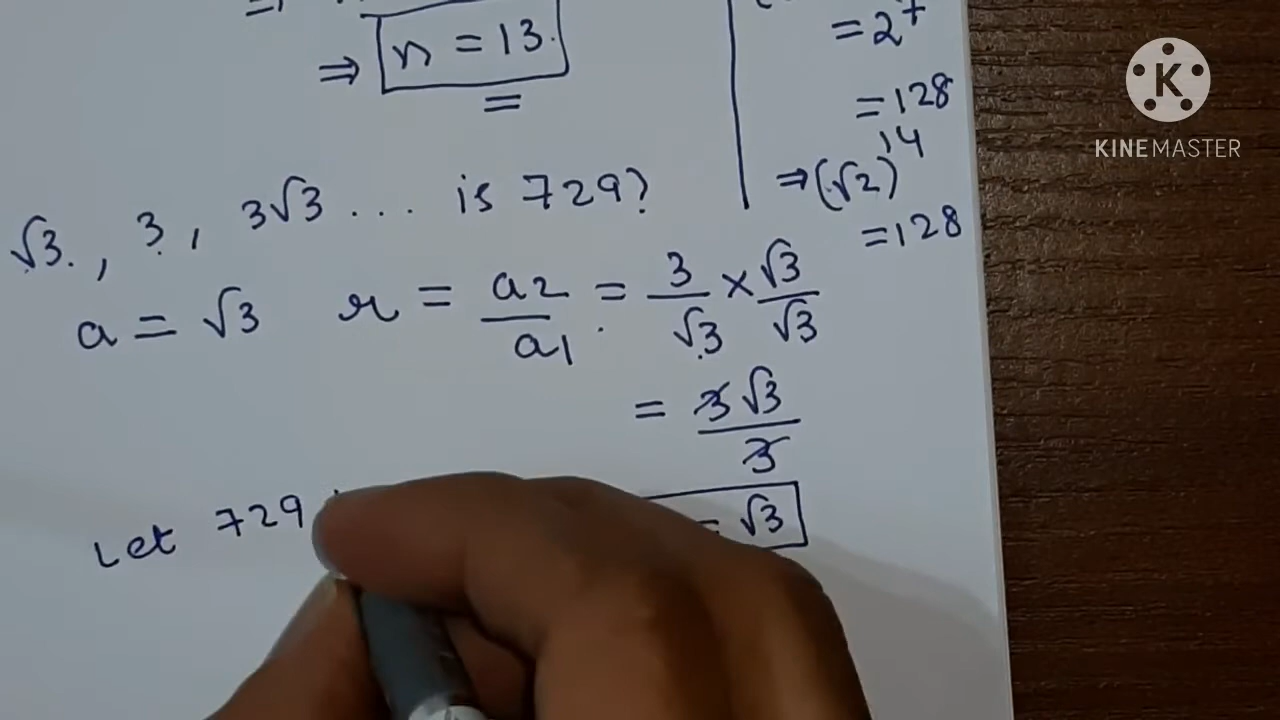 ⇒ n = 13.
= 2⁷
= 128
⇒ (√2)¹⁴
= 128
√3, 3, 3√3 ... is 729?
a = √3 r = a2/a1 = 3/√3 × √3/√3
= 3√3/3
= √3
Let 729
KINEMASTER